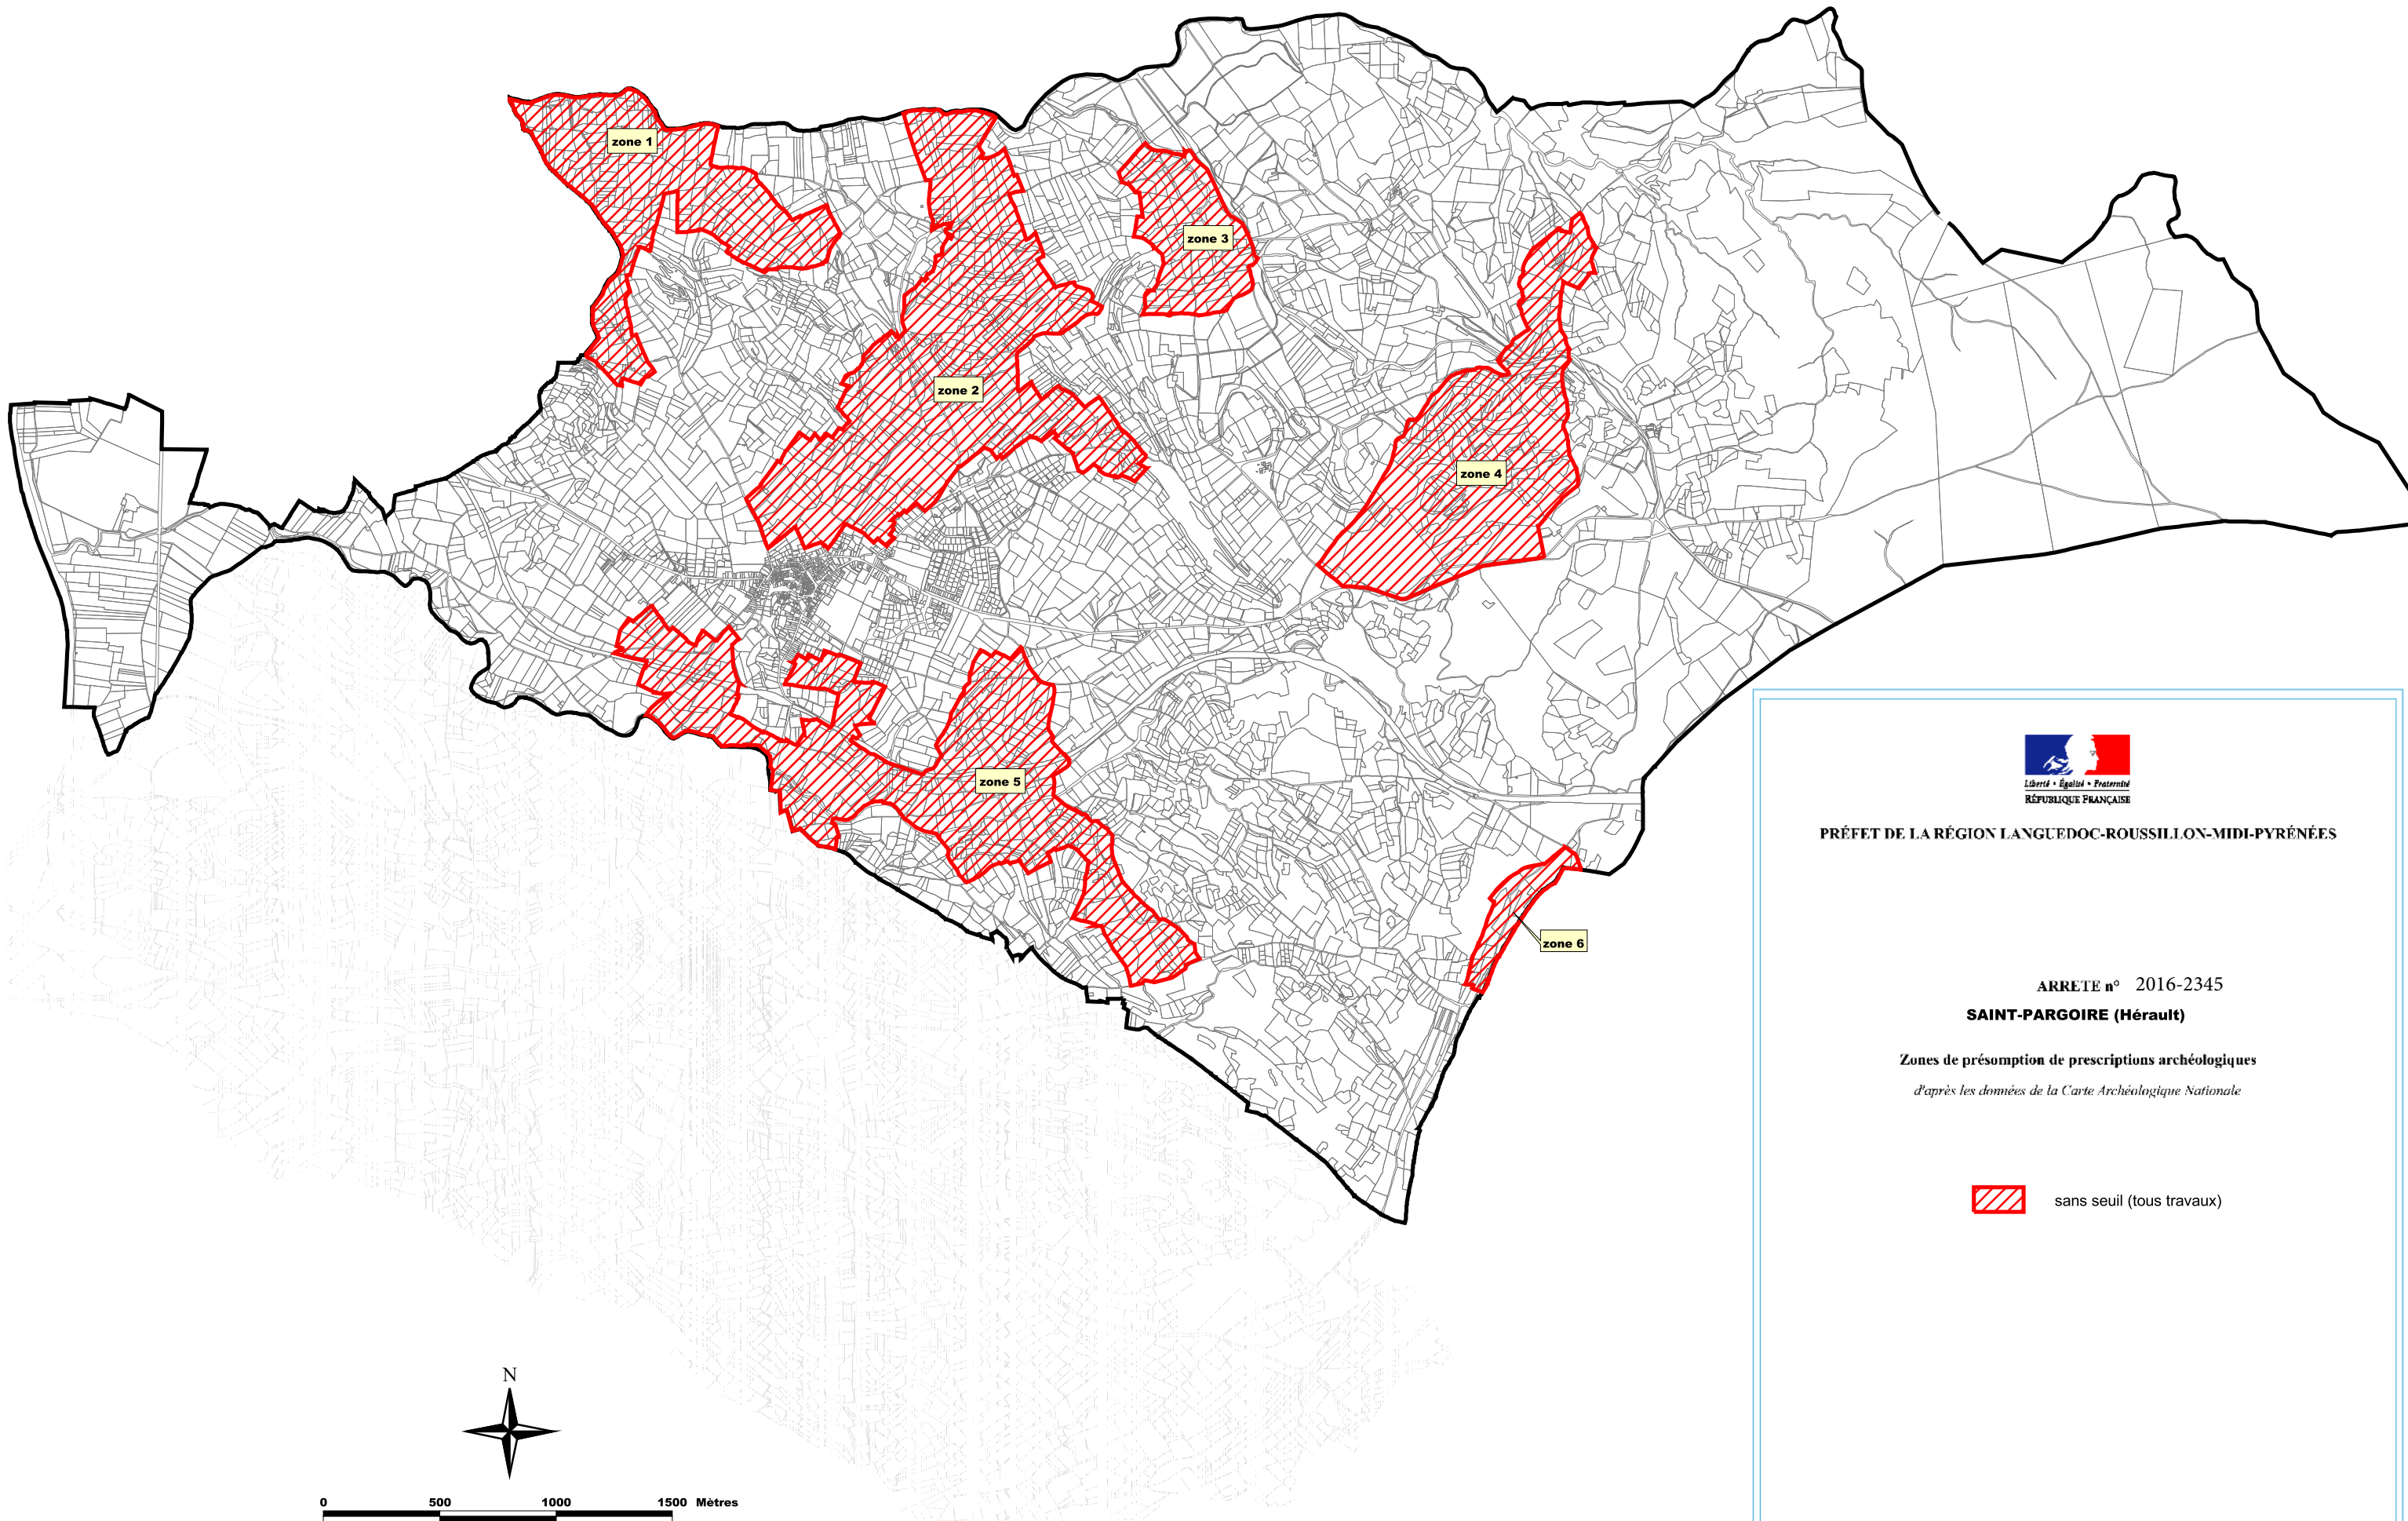 zone 1
zone 2
zone 3
zone 4
zone 5
zone 6
Liberté • Égalité • Fraternité
RÉPUBLIQUE FRANÇAISE
PRÉFET DE LA RÉGION LANGUEDOC-ROUSSILLON-MIDI-PYRÉNÉES
ARRETE n° 2016-2345
SAINT-PARGOIRE (Hérault)
Zones de présomption de prescriptions archéologiques
d'après les données de la Carte Archéologique Nationale
sans seuil (tous travaux)
N
0 500 1000 1500 Mètres